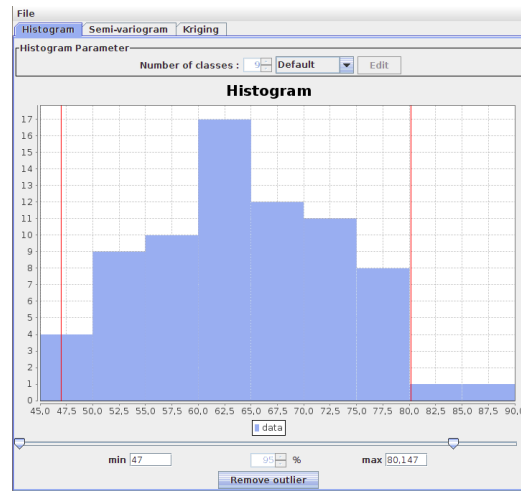 File
Histogram Semi-variogram Kriging
Histogram Parameter
Number of classes : 9 Default Edit
Histogram
17
16
15
14
13
12
11
10
9
8
7
6
5
4
3
2
1
0
45,0 47,5 50,0 52,5 55,0 57,5 60,0 62,5 65,0 67,5 70,0 72,5 75,0 77,5 80,0 82,5 85,0 87,5 90,
data
min 47 95 % max 80,147
Remove outlier